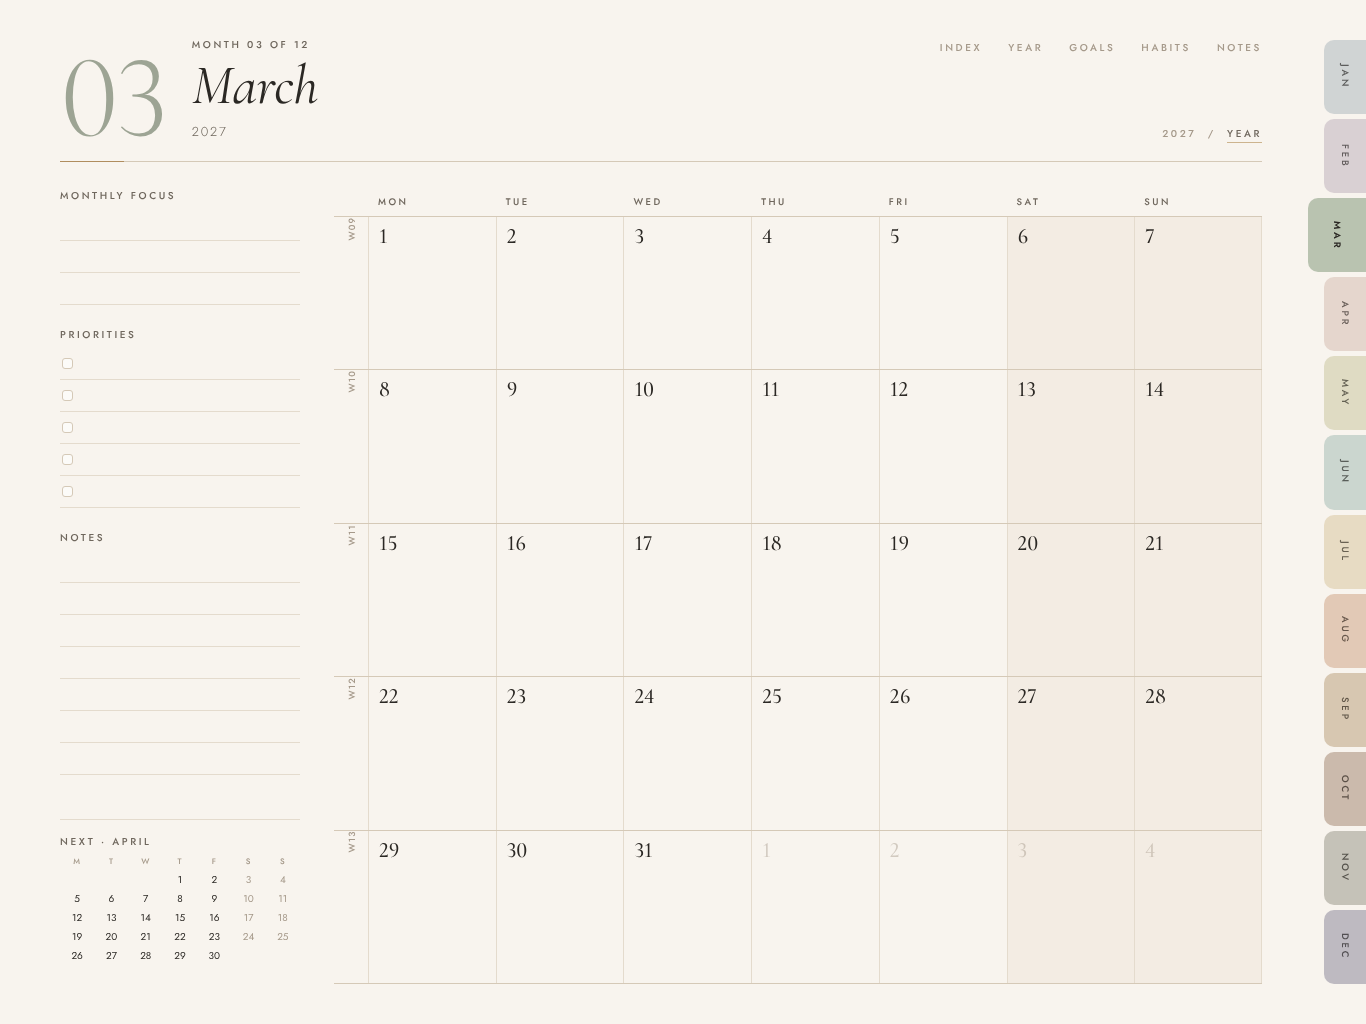 03
MONTH 03 OF 12
March
2027
INDEX YEAR GOALS HABITS NOTES
2027 / YEAR
MONTHLY FOCUS
PRIORITIES
NOTES
NEXT · APRIL
M T W T F S S
1 2 3 4
5 6 7 8 9 10 11
12 13 14 15 16 17 18
19 20 21 22 23 24 25
26 27 28 29 30
MON TUE WED THU FRI SAT SUN
W09 1 2 3 4 5 6 7
W10 8 9 10 11 12 13 14
W11 15 16 17 18 19 20 21
W12 22 23 24 25 26 27 28
W13 29 30 31 1 2 3 4
JAN
FEB
MAR
APR
MAY
JUN
JUL
AUG
SEP
OCT
NOV
DEC